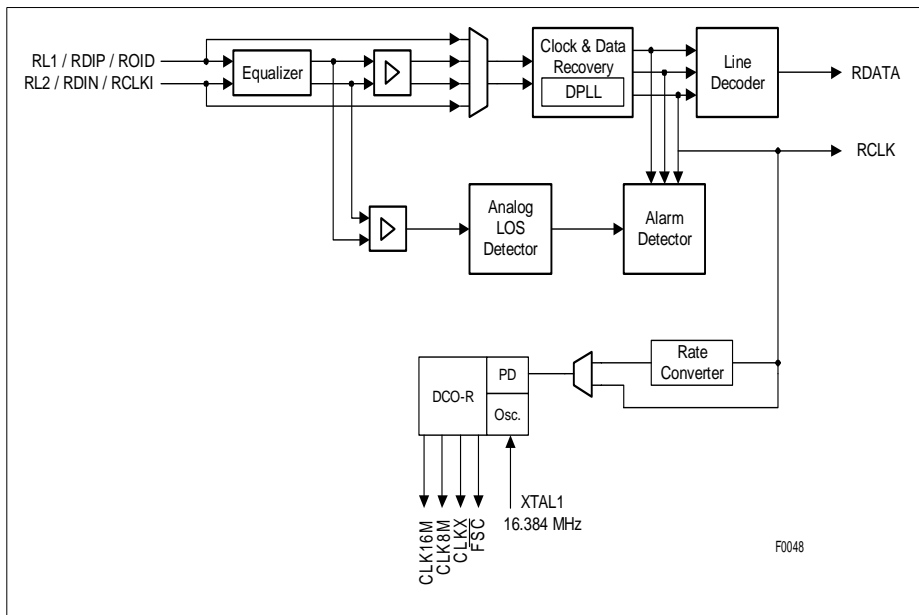 RL1 / RDIP / ROID
RL2 / RDIN / RCLKI
Equalizer
Clock & Data
Recovery
DPLL
Line
Decoder
RDATA
RCLK
Analog
LOS
Detector
Alarm
Detector
Rate
Converter
DCO-R
PD
Osc.
XTAL1
16.384 MHz
CLK16M
CLK8M
CLKX
FSC
F0048